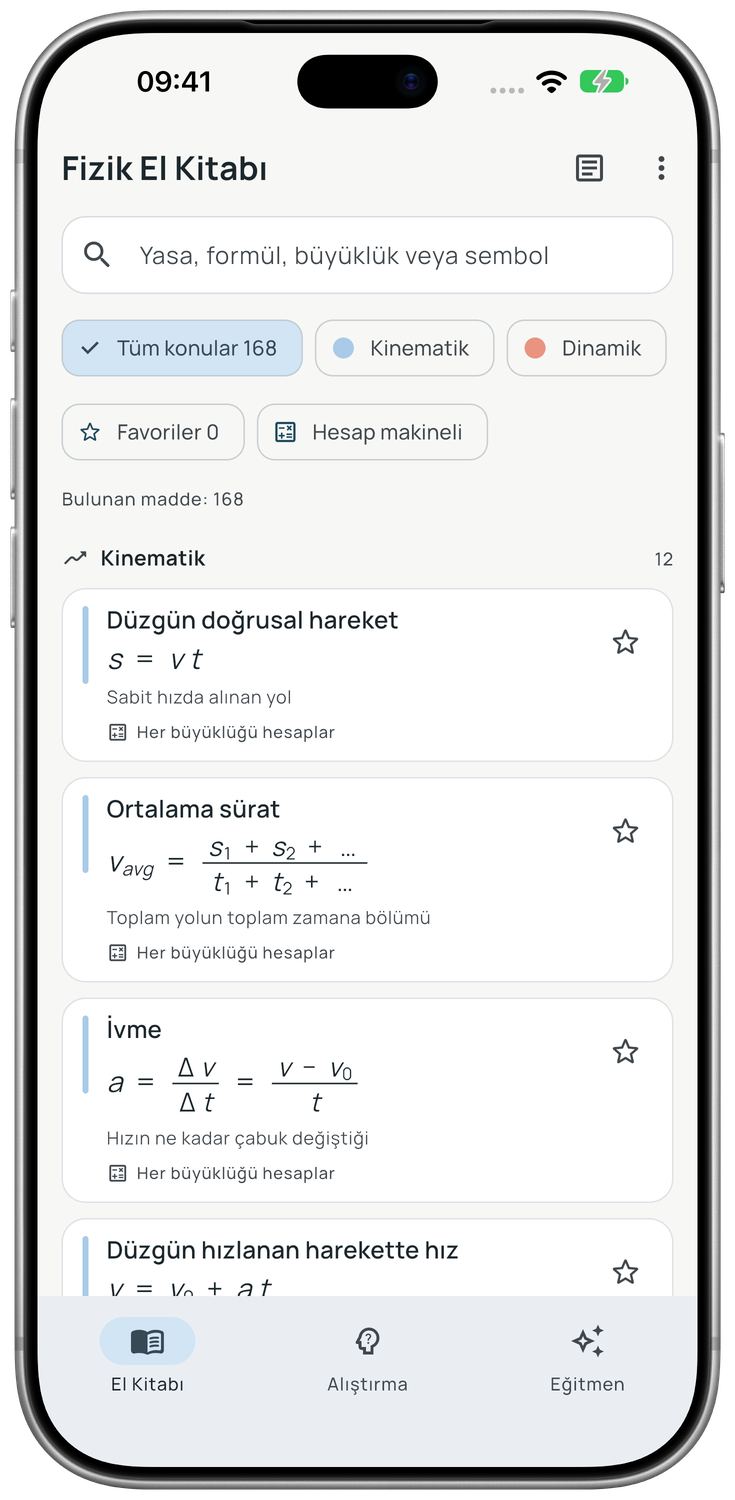 09:41
Fizik El Kitabı
Yasa, formül, büyüklük veya sembol
Tüm konular 168
Kinematik
Dinamik
Favoriler 0
Hesap makineli
Bulunan madde: 168
Kinematik 12
Düzgün doğrusal hareket
s = v t
Sabit hızda alınan yol
Her büyüklüğü hesaplar
Ortalama sürat
v_avg = (s₁ + s₂ + …) / (t₁ + t₂ + …)
Toplam yolun toplam zamana bölümü
Her büyüklüğü hesaplar
İvme
a = Δ v / Δ t = (v − v₀) / t
Hızın ne kadar çabuk değiştiği
Her büyüklüğü hesaplar
Düzgün hızlanan harekette hız
v = v₀ + a t
El Kitabı
Alıştırma
Eğitmen